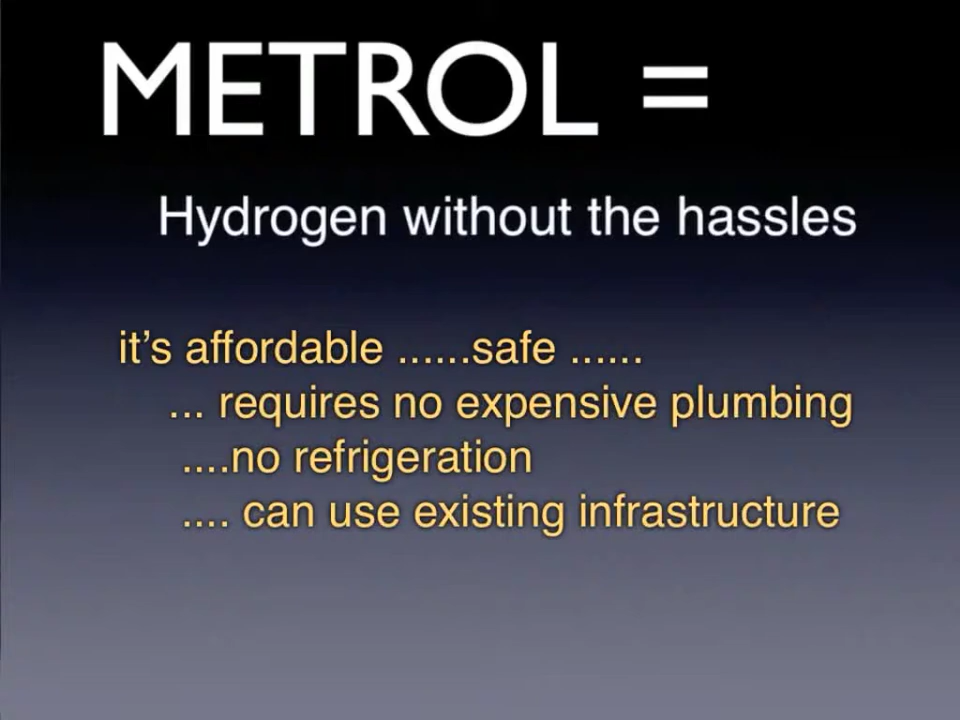 METROL =
Hydrogen without the hassles
it's affordable ......safe ......
... requires no expensive plumbing
....no refrigeration
.... can use existing infrastructure